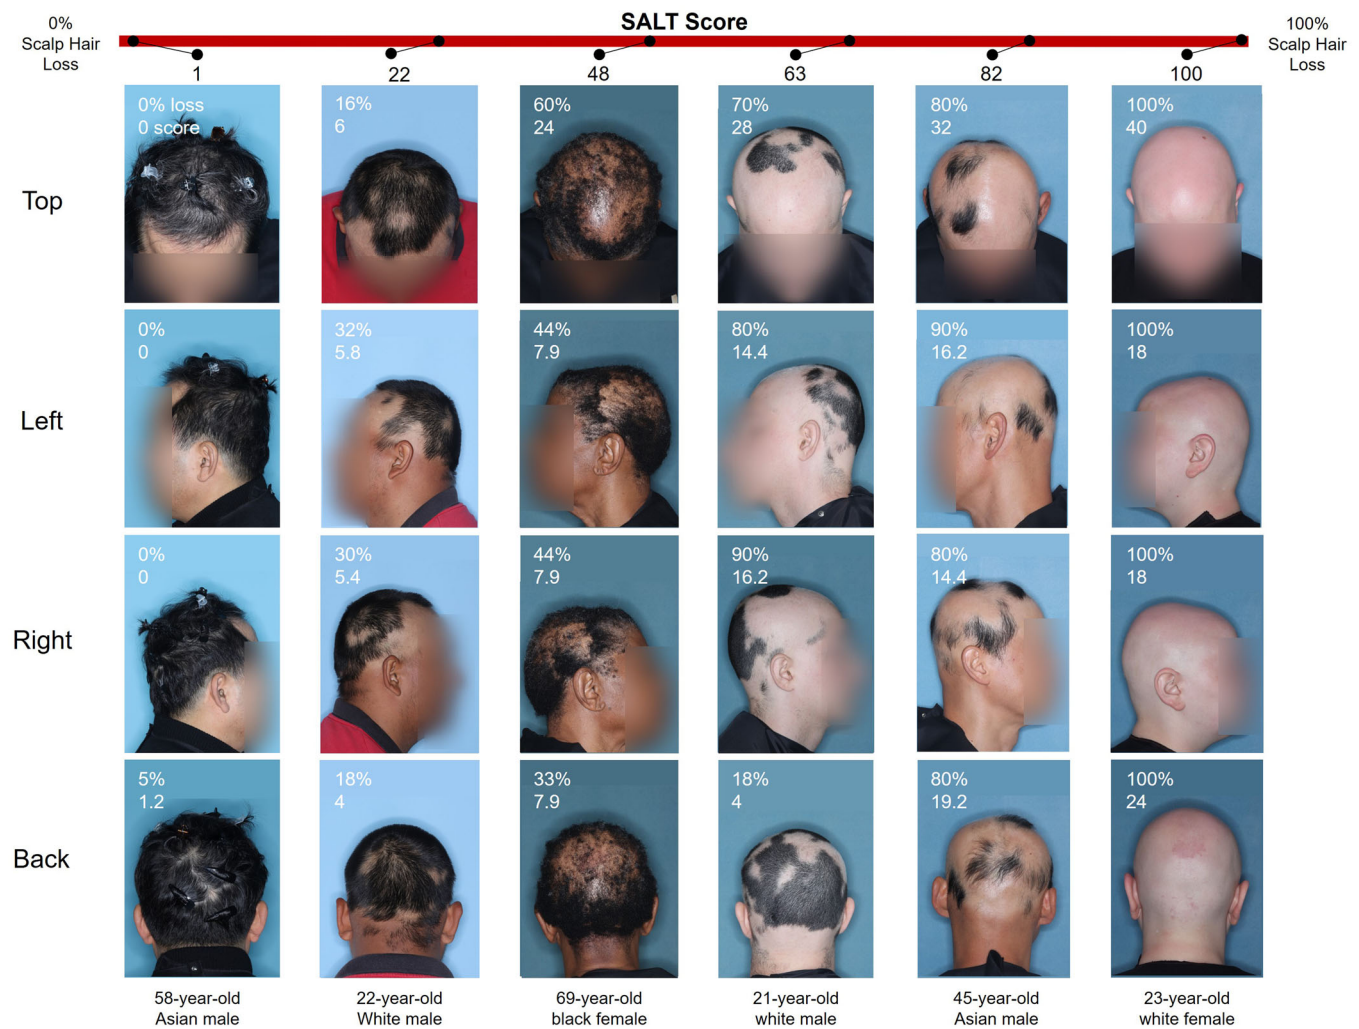 SALT Score
0%
Scalp Hair
Loss
100%
Scalp Hair
Loss
1
22
48
63
82
100
Top
0% loss
0 score
16%
6
60%
24
70%
28
80%
32
100%
40
Left
0%
0
32%
5.8
44%
7.9
80%
14.4
90%
16.2
100%
18
Right
0%
0
30%
5.4
44%
7.9
90%
16.2
80%
14.4
100%
18
Back
5%
1.2
18%
4
33%
7.9
18%
4
80%
19.2
100%
24
58-year-old
Asian male
22-year-old
White male
69-year-old
black female
21-year-old
white male
45-year-old
Asian male
23-year-old
white female